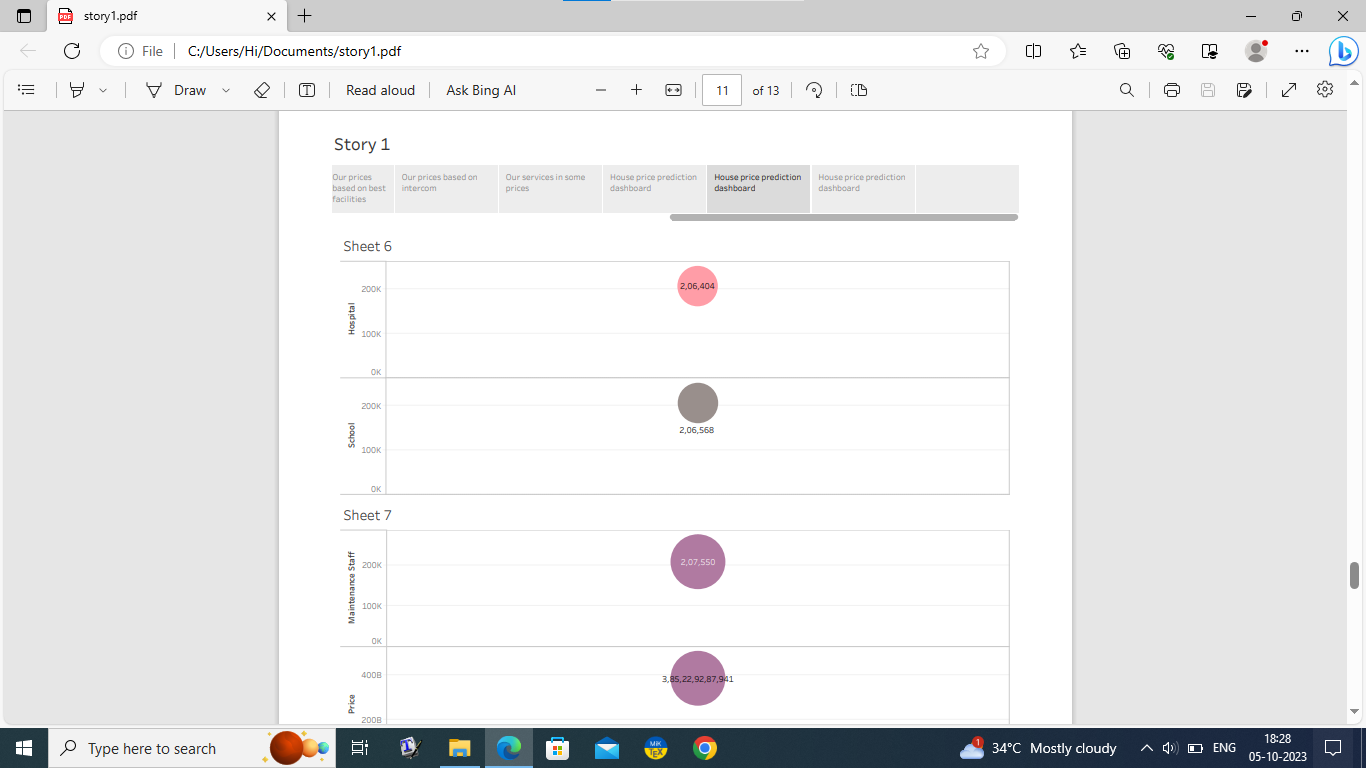 story1.pdf
File
C:/Users/Hi/Documents/story1.pdf
Draw
Read aloud
Ask Bing AI
11
of 13
Story 1
Our prices
based on best
facilities
Our prices based on
intercom
Our services in some
prices
House price prediction
dashboard
House price prediction
dashboard
House price prediction
dashboard
Sheet 6
Hospital
200K
100K
0K
2,06,404
School
200K
100K
0K
2,06,568
Sheet 7
Maintenance Staff
200K
100K
0K
2,07,550
Price
400B
200B
3,85,22,92,87,941
Type here to search
34°C Mostly cloudy
ENG
18:28
05-10-2023